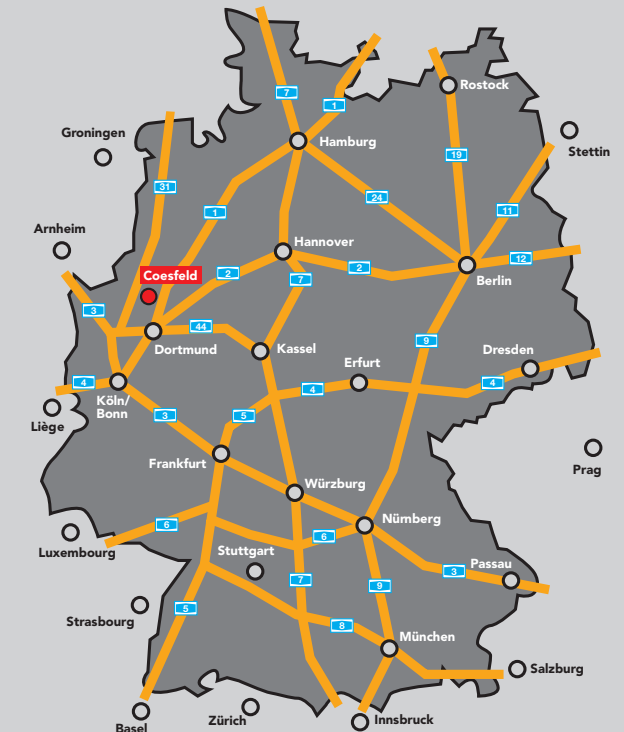 7
1
Rostock
Groningen
Hamburg
Stettin
19
31
24
1
11
Arnheim
Hannover
12
Coesfeld
2
2
7
Berlin
3
44
9
Dortmund
Kassel
Erfurt
Dresden
4
4
4
Köln/
Bonn
3
5
Liège
Frankfurt
Prag
Würzburg
Nürnberg
6
6
Luxembourg
Stuttgart
Passau
3
7
9
5
Strasbourg
8
München
Salzburg
Zürich
Innsbruck
Basel